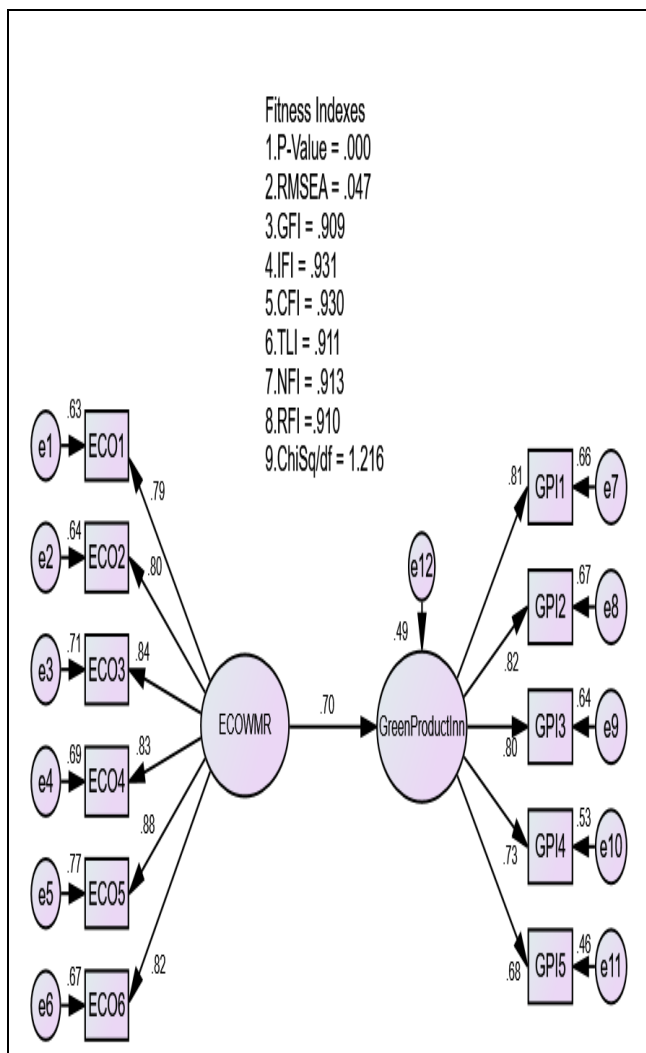 Fitness Indexes
1.P-Value = .000
2.RMSEA = .047
3.GFI = .909
4.IFI = .931
5.CFI = .930
6.TLI = .911
7.NFI = .913
8.RFI = .910
9.ChiSq/df = 1.216
.63
e1
ECO1
.79
.64
e2
ECO2
.80
.71
e3
ECO3
.84
.69
e4
ECO4
.83
.77
e5
ECO5
.88
.67
e6
ECO6
.82
ECOWMR
.70
e12
.49
GreenProductInn
.81
GPI1
.66
e7
.82
GPI2
.67
e8
.80
GPI3
.64
e9
.73
GPI4
.53
e10
.68
GPI5
.46
e11